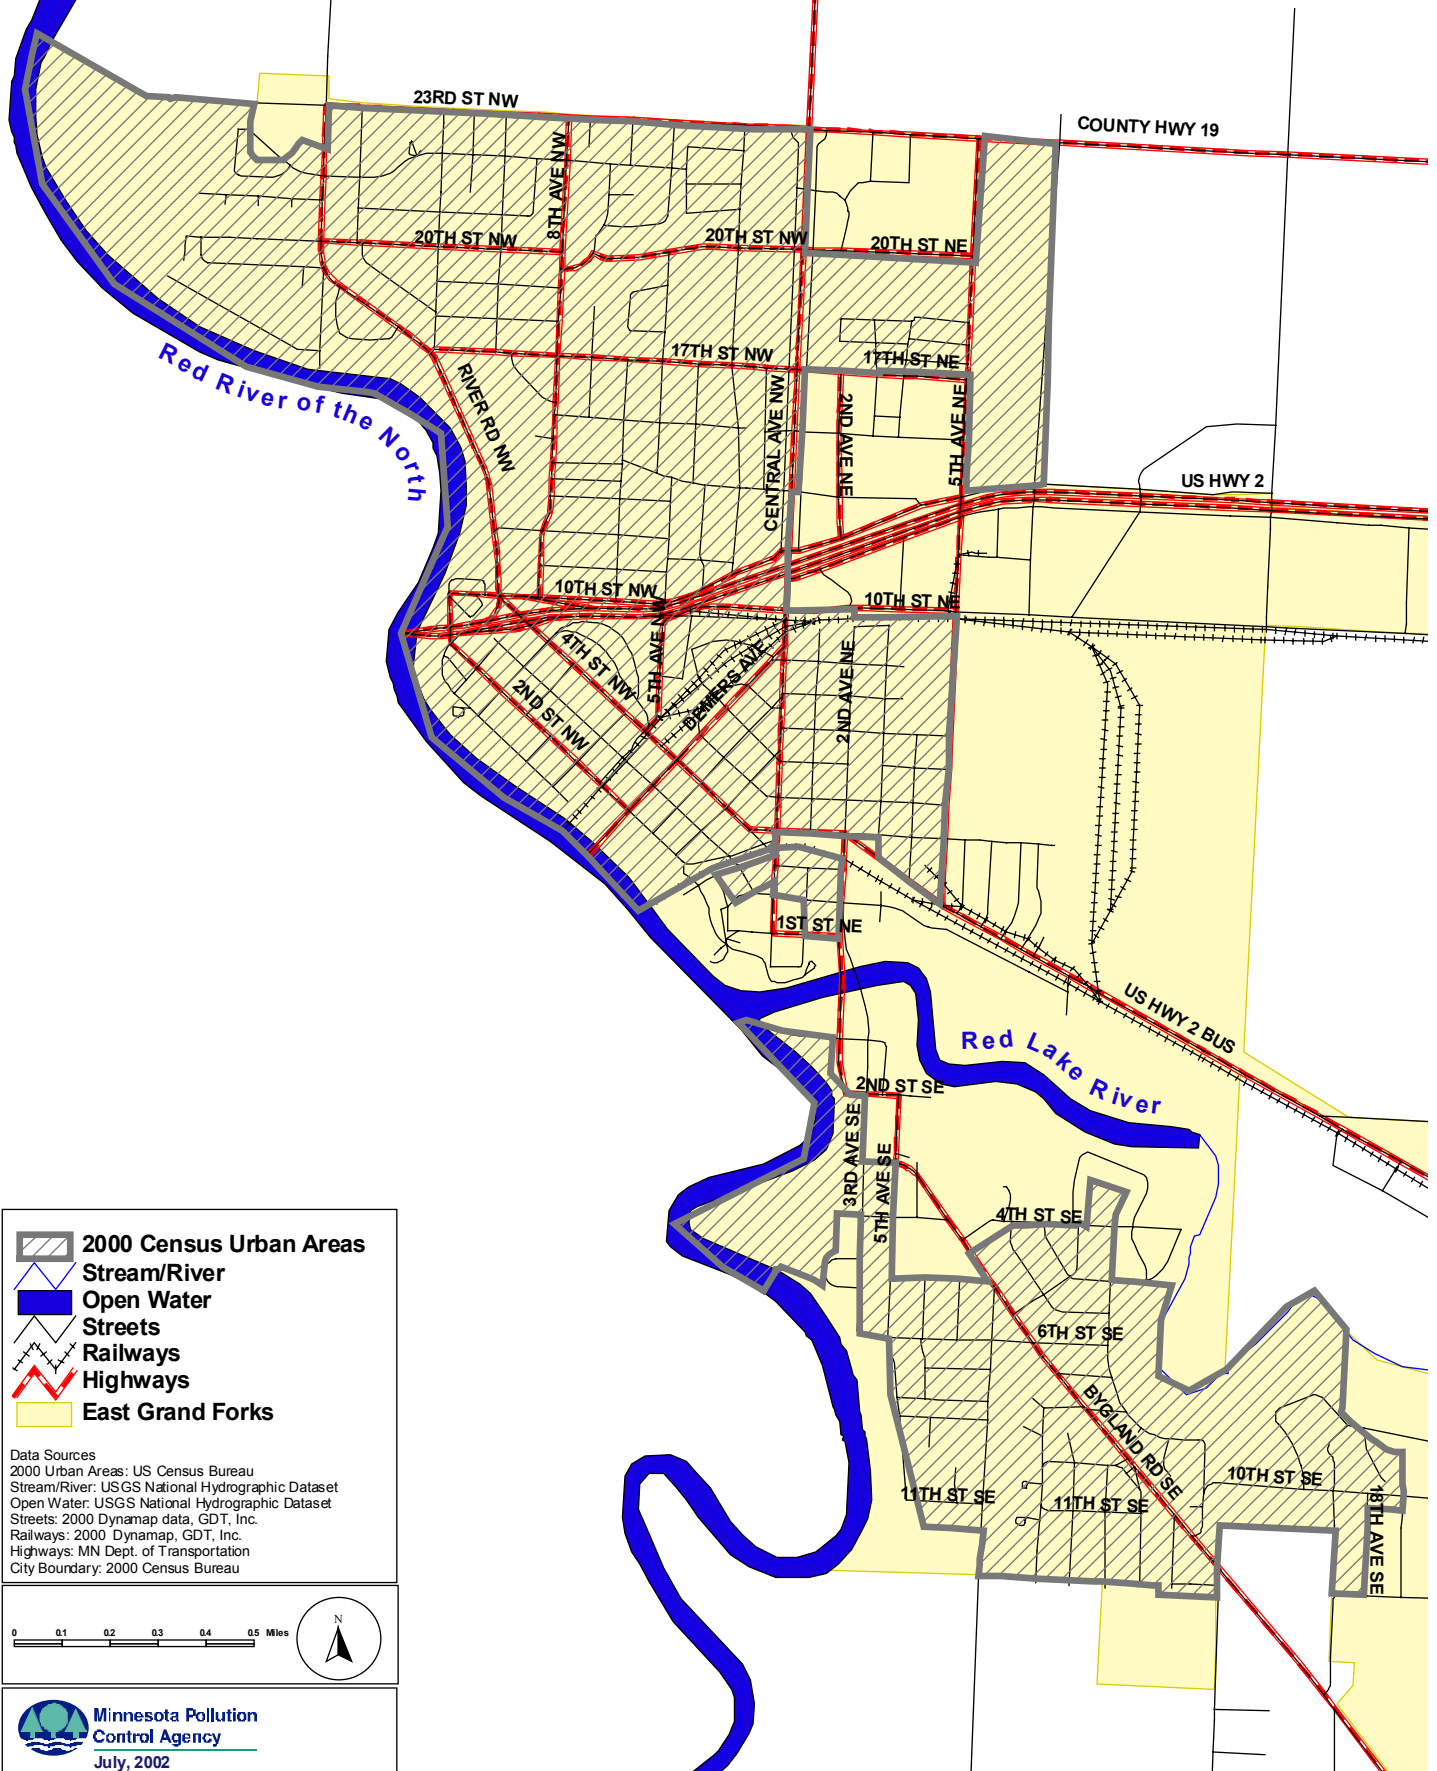 23RD ST NW
COUNTY HWY 19
8TH AVE NW
20TH ST NW
20TH ST NW
20TH ST NE
Red River of the North
17TH ST NW
17TH ST NE
RIVER RD NW
CENTRAL AVE NW
2ND AVE NE
5TH AVE NE
US HWY 2
10TH ST NW
10TH ST NE
4TH ST NW
5TH AVE NW
DEMERS AVE
2ND AVE NE
2ND ST NW
1ST ST NE
US HWY 2 BUS
Red Lake River
2ND ST SE
3RD AVE SE
5TH AVE SE
4TH ST SE
6TH ST SE
BYGLAND RD SE
10TH ST SE
11TH ST SE
11TH ST SE
18TH AVE SE
2000 Census Urban Areas
Stream/River
Open Water
Streets
Railways
Highways
East Grand Forks
Data Sources
2000 Urban Areas: US Census Bureau
Stream/River: USGS National Hydrographic Dataset
Open Water: USGS National Hydrographic Dataset
Streets: 2000 Dynamap data, GDT, Inc.
Railways: 2000 Dynamap, GDT, Inc.
Highways: MN Dept. of Transportation
City Boundary: 2000 Census Bureau
0 0.1 0.2 0.3 0.4 0.5 Miles
N
Minnesota Pollution
Control Agency
July, 2002